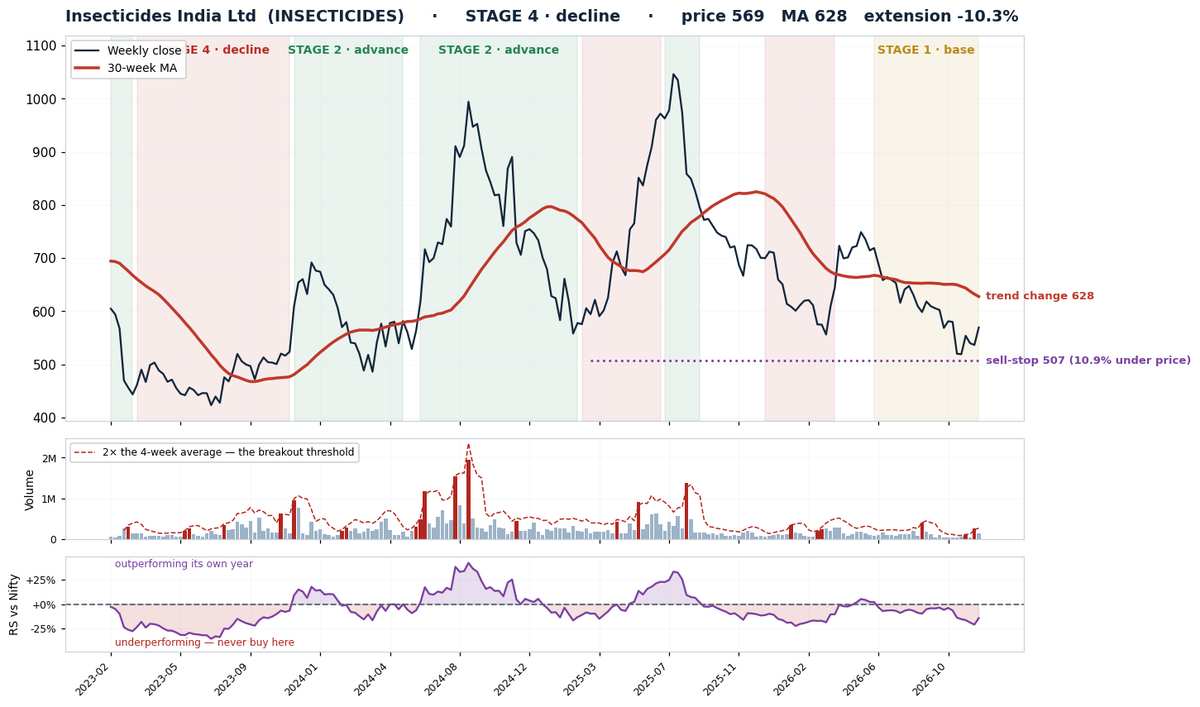 Insecticides India Ltd (INSECTICIDES) · STAGE 4 · decline · price 569 MA 628 extension -10.3%
Weekly close
30-week MA
GE 4 · decline
STAGE 2 · advance
STAGE 2 · advance
STAGE 1 · base
1100
1000
900
800
700
600
500
400
trend change 628
sell-stop 507 (10.9% under price)
2× the 4-week average — the breakout threshold
Volume
2M
1M
0
RS vs Nifty
+25%
+0%
-25%
outperforming its own year
underperforming — never buy here
2023-02
2023-05
2023-09
2024-01
2024-04
2024-08
2024-12
2025-03
2025-07
2025-11
2026-02
2026-06
2026-10